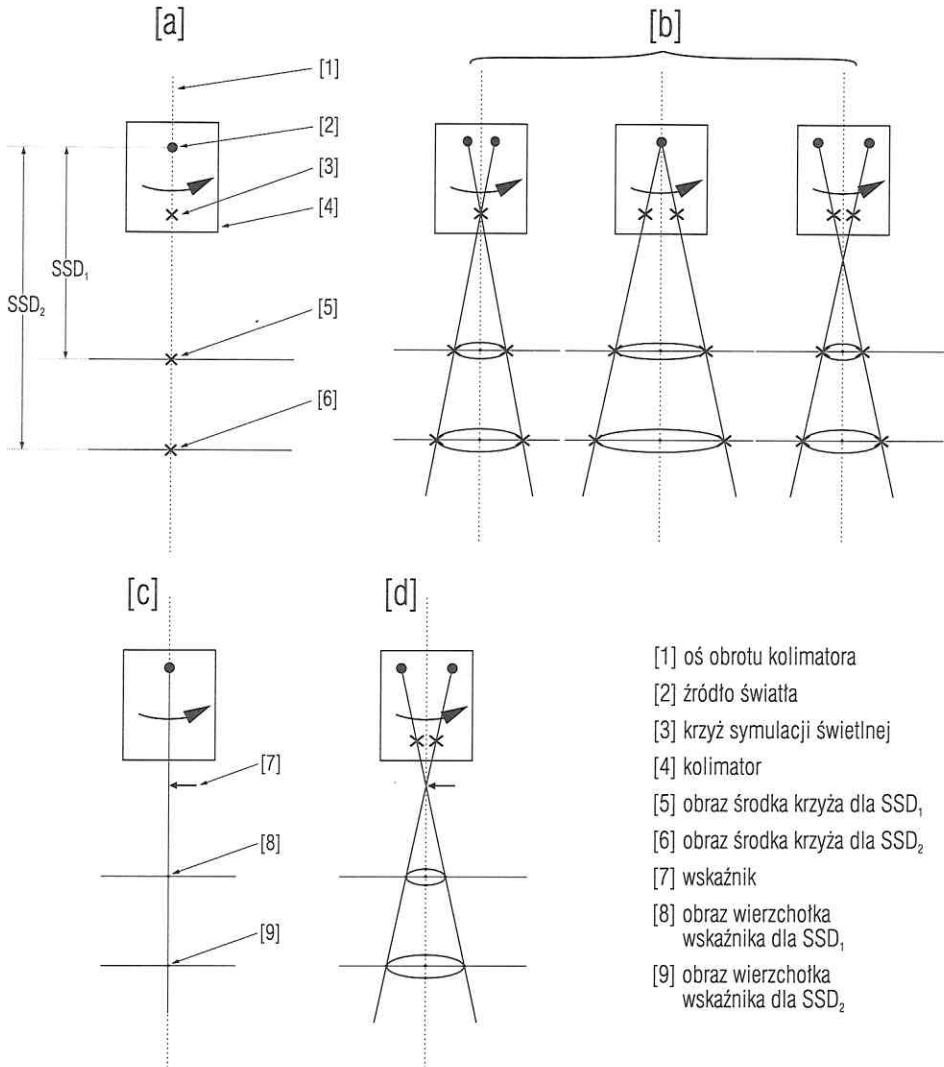 [a]
[b]
[1]
[2]
[3]
[4]
SSD₁
SSD₂
[5]
[6]
[c]
[d]
[7]
[8]
[9]
[1] oś obrotu kolimatora
[2] źródło światła
[3] krzyż symulacji świetlnej
[4] kolimator
[5] obraz środka krzyża dla SSD₁
[6] obraz środka krzyża dla SSD₂
[7] wskaźnik
[8] obraz wierzchołka
wskaźnika dla SSD₁
[9] obraz wierzchołka
wskaźnika dla SSD₂